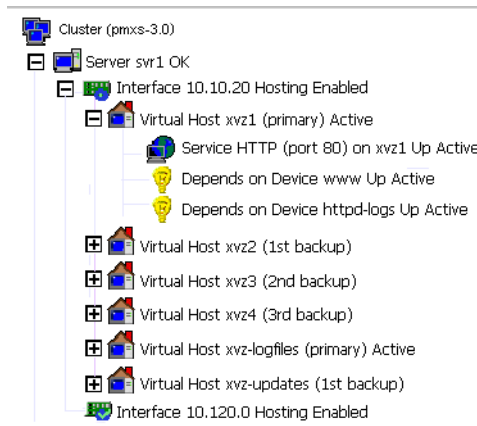 Cluster (pmxs-3.0)
Server svr1 OK
Interface 10.10.20 Hosting Enabled
Virtual Host xvz1 (primary) Active
Service HTTP (port 80) on xvz1 Up Active
Depends on Device www Up Active
Depends on Device httpd-logs Up Active
Virtual Host xvz2 (1st backup)
Virtual Host xvz3 (2nd backup)
Virtual Host xvz4 (3rd backup)
Virtual Host xvz-logfiles (primary) Active
Virtual Host xvz-updates (1st backup)
Interface 10.120.0 Hosting Enabled